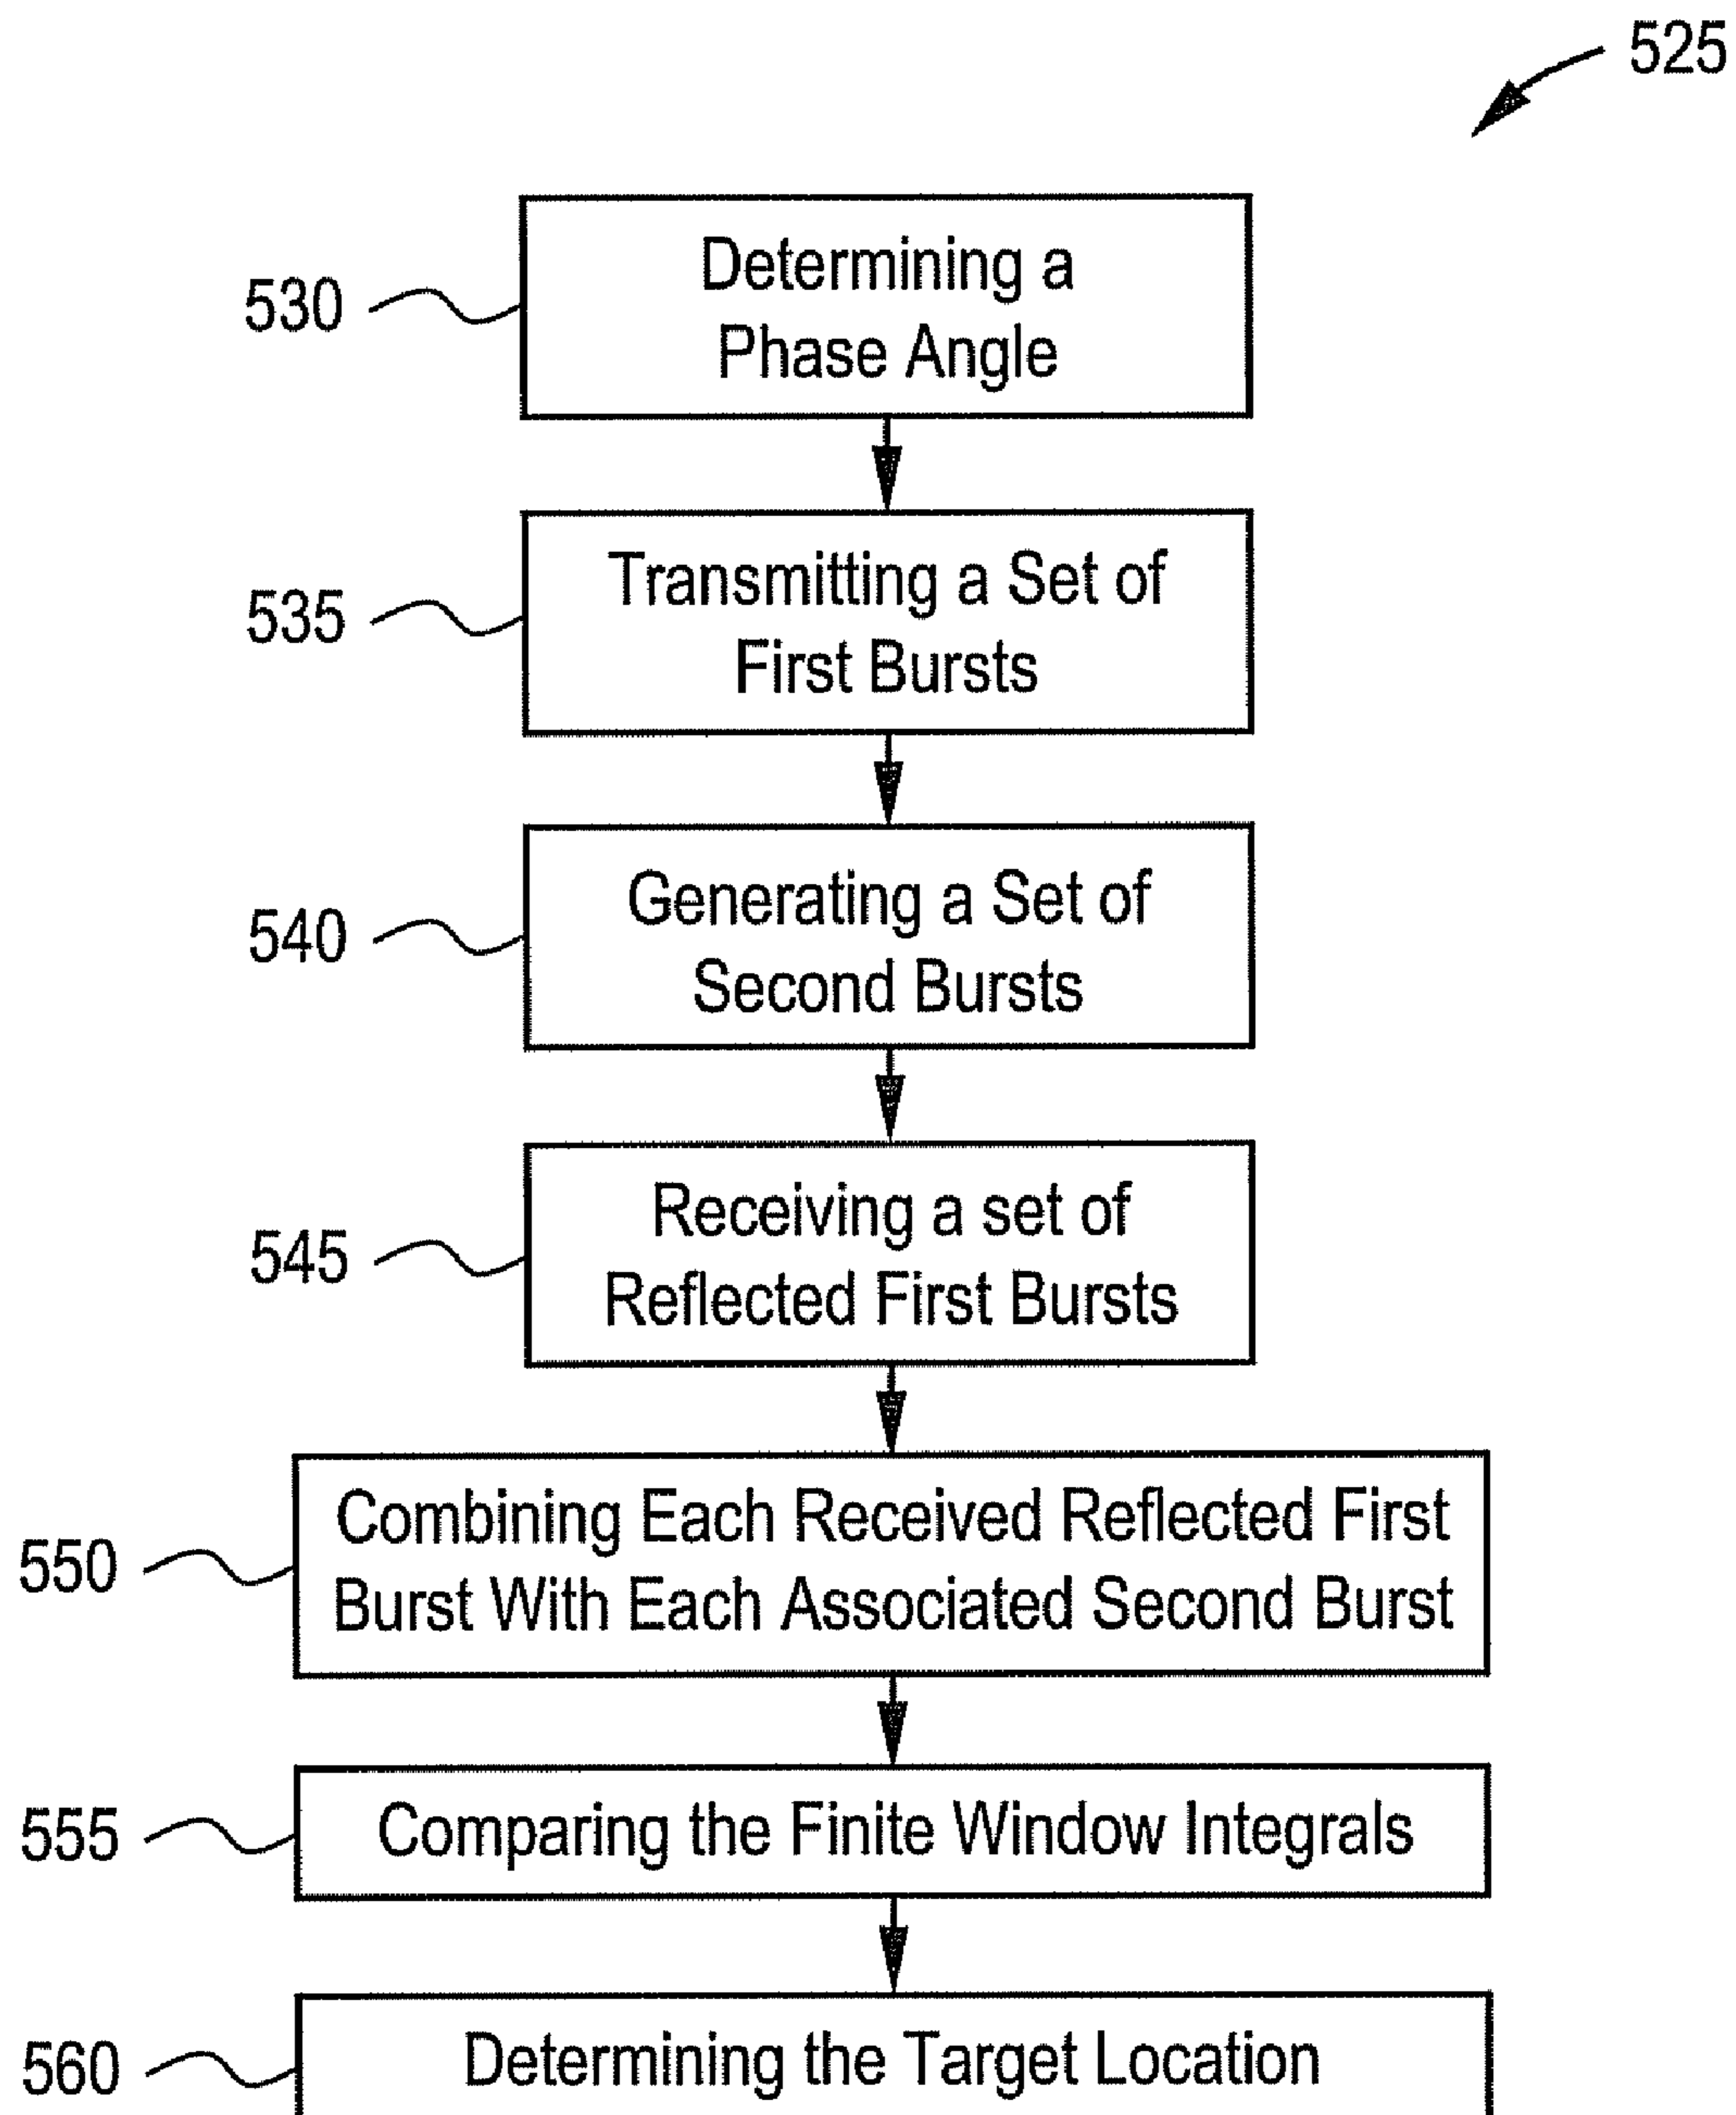 525
530
Determining a
Phase Angle
535
Transmitting a Set of
First Bursts
540
Generating a Set of
Second Bursts
545
Receiving a set of
Reflected First Bursts
550
Combining Each Received Reflected First
Burst With Each Associated Second Burst
555
Comparing the Finite Window Integrals
560
Determining the Target Location